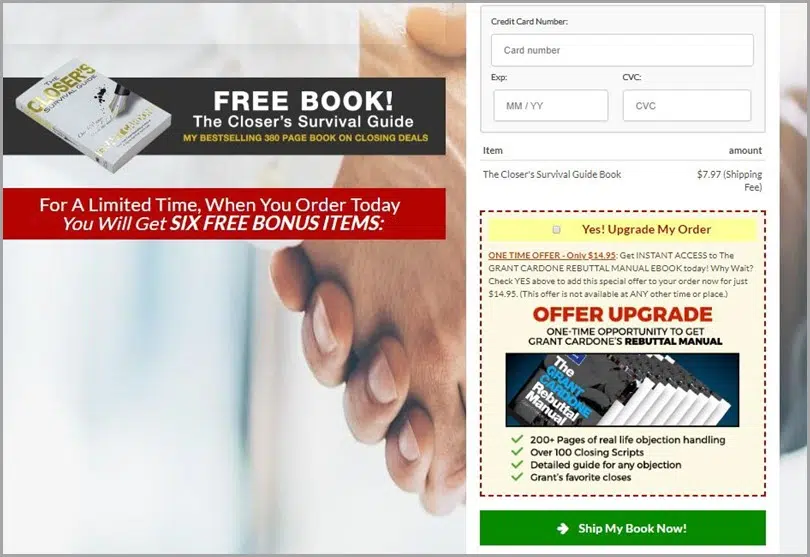 THE
CLOSER'S
SURVIVAL GUIDE
FREE BOOK!
The Closer's Survival Guide
MY BESTSELLING 380 PAGE BOOK ON CLOSING DEALS
For A Limited Time, When You Order Today
You Will Get SIX FREE BONUS ITEMS:
Credit Card Number:
Card number
Exp:
CVC:
MM / YY
CVC
Item
amount
The Closer's Survival Guide Book
$7.97 (Shipping
Fee)
Yes! Upgrade My Order
ONE TIME OFFER - Only $14.95: Get INSTANT ACCESS to The
GRANT CARDONE REBUTTAL MANUAL EBOOK today! Why Wait?
Check YES above to add this special offer to your order now for just
$14.95. (This offer is not available at ANY other time or place.)
OFFER UPGRADE
ONE-TIME OPPORTUNITY TO GET
GRANT CARDONE'S REBUTTAL MANUAL
The
GRANT
CARDONE
Rebuttal
Manual
200+ Pages of real life objection handling
Over 100 Closing Scripts
Detailed guide for any objection
Grant's favorite closes
Ship My Book Now!